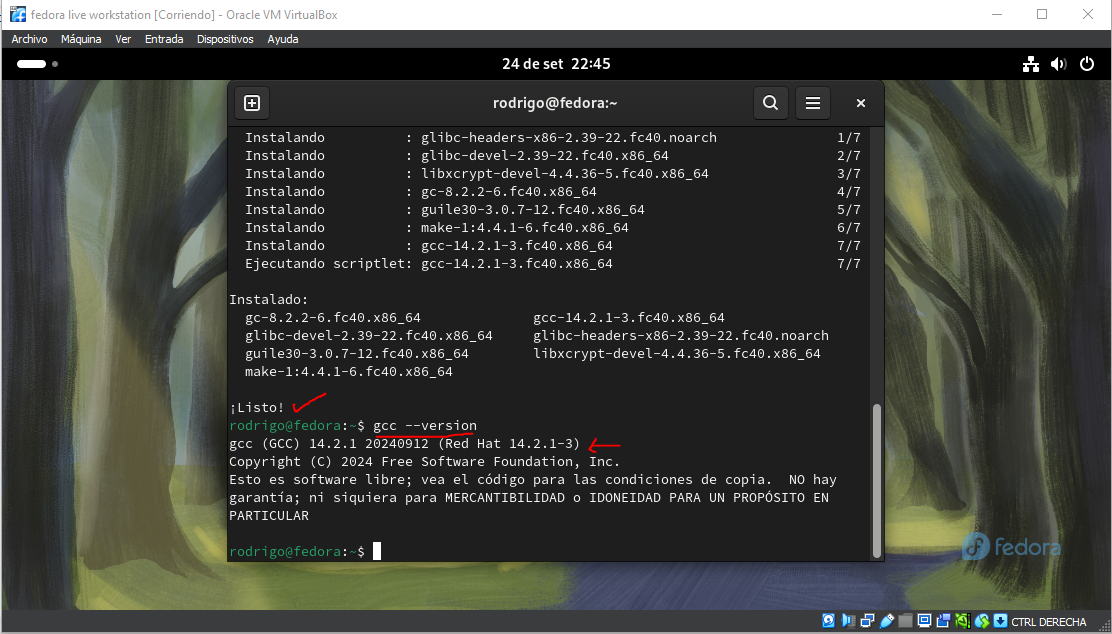 fedora live workstation [Corriendo] - Oracle VM VirtualBox
Archivo Máquina Ver Entrada Dispositivos Ayuda
24 de set 22:45
rodrigo@fedora:~
Instalando : glibc-headers-x86-2.39-22.fc40.noarch 1/7
Instalando : glibc-devel-2.39-22.fc40.x86_64 2/7
Instalando : libxcrypt-devel-4.4.36-5.fc40.x86_64 3/7
Instalando : gc-8.2.2-6.fc40.x86_64 4/7
Instalando : guile30-3.0.7-12.fc40.x86_64 5/7
Instalando : make-1:4.4.1-6.fc40.x86_64 6/7
Instalando : gcc-14.2.1-3.fc40.x86_64 7/7
Ejecutando scriptlet: gcc-14.2.1-3.fc40.x86_64 7/7
Instalado:
gc-8.2.2-6.fc40.x86_64 gcc-14.2.1-3.fc40.x86_64
glibc-devel-2.39-22.fc40.x86_64 glibc-headers-x86-2.39-22.fc40.noarch
guile30-3.0.7-12.fc40.x86_64 libxcrypt-devel-4.4.36-5.fc40.x86_64
make-1:4.4.1-6.fc40.x86_64
¡Listo!
rodrigo@fedora:~$ gcc --version
gcc (GCC) 14.2.1 20240912 (Red Hat 14.2.1-3)
Copyright (C) 2024 Free Software Foundation, Inc.
Esto es software libre; vea el código para las condiciones de copia.  NO hay
garantía; ni siquiera para MERCANTIBILIDAD o IDONEIDAD PARA UN PROPÓSITO EN
PARTICULAR
rodrigo@fedora:~$
fedora
CTRL DERECHA